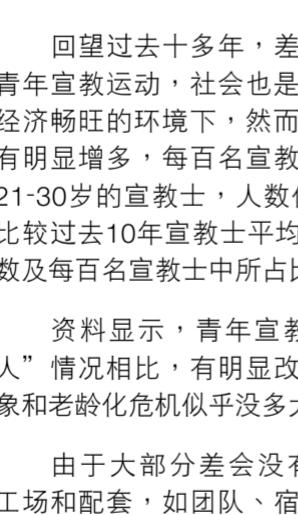 回望过去十多年，差
青年宣教运动，社会也是
经济畅旺的环境下，然而
有明显增多，每百名宣教
21-30岁的宣教士，人数
比较过去10年宣教士平均
数及每百名宣教士中所占比
资料显示，青年宣教
人”情况相比，有明显改
象和老龄化危机似乎没多
由于大部分差会没有
工场和配套，如团队、宿